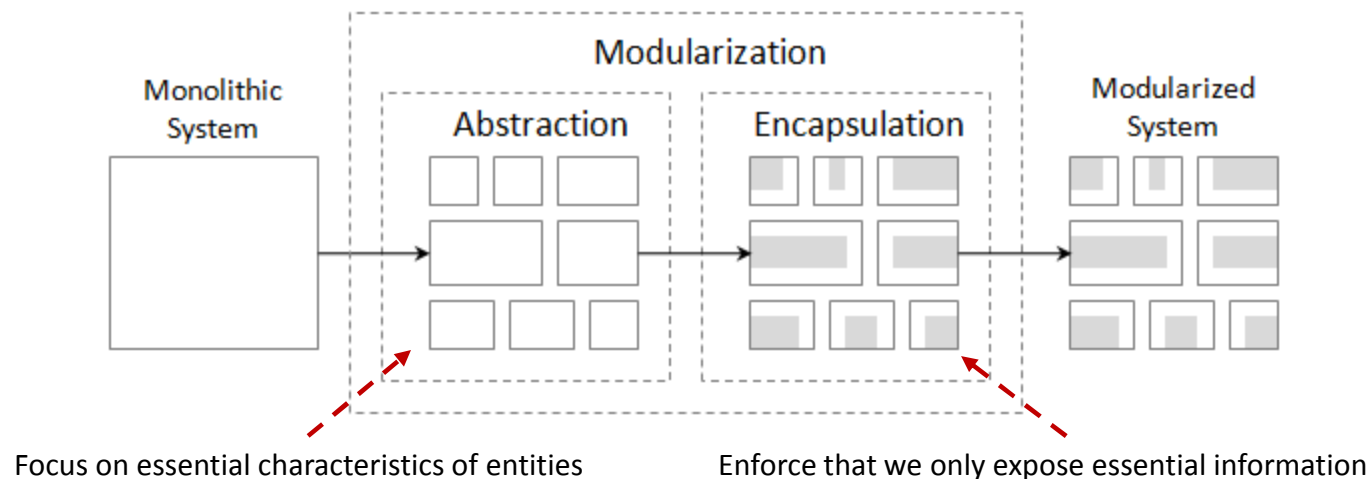 Modularization
Monolithic
System
Abstraction
Encapsulation
Modularized
System
Focus on essential characteristics of entities
Enforce that we only expose essential information